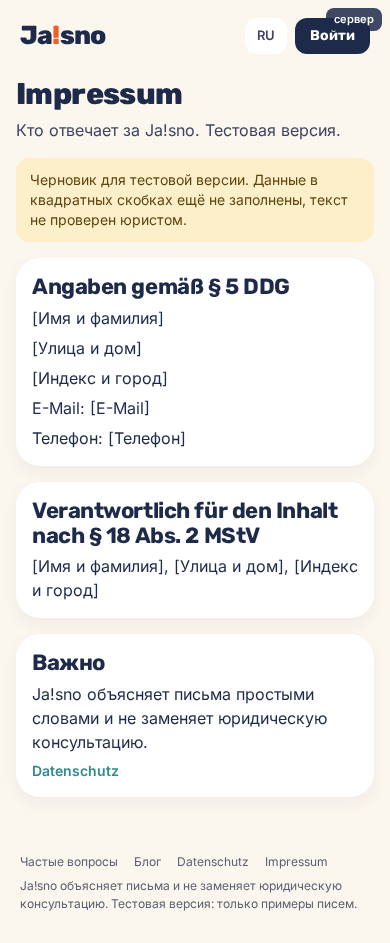 Ja!sno
RU
Войти
сервер
Impressum
Кто отвечает за Ja!sno. Тестовая версия.
Черновик для тестовой версии. Данные в
квадратных скобках ещё не заполнены, текст
не проверен юристом.
Angaben gemäß § 5 DDG
[Имя и фамилия]
[Улица и дом]
[Индекс и город]
E-Mail: [E-Mail]
Телефон: [Телефон]
Verantwortlich für den Inhalt
nach § 18 Abs. 2 MStV
[Имя и фамилия], [Улица и дом], [Индекс
и город]
Важно
Ja!sno объясняет письма простыми
словами и не заменяет юридическую
консультацию.
Datenschutz
Частые вопросы Блог Datenschutz Impressum
Ja!sno объясняет письма и не заменяет юридическую
консультацию. Тестовая версия: только примеры писем.